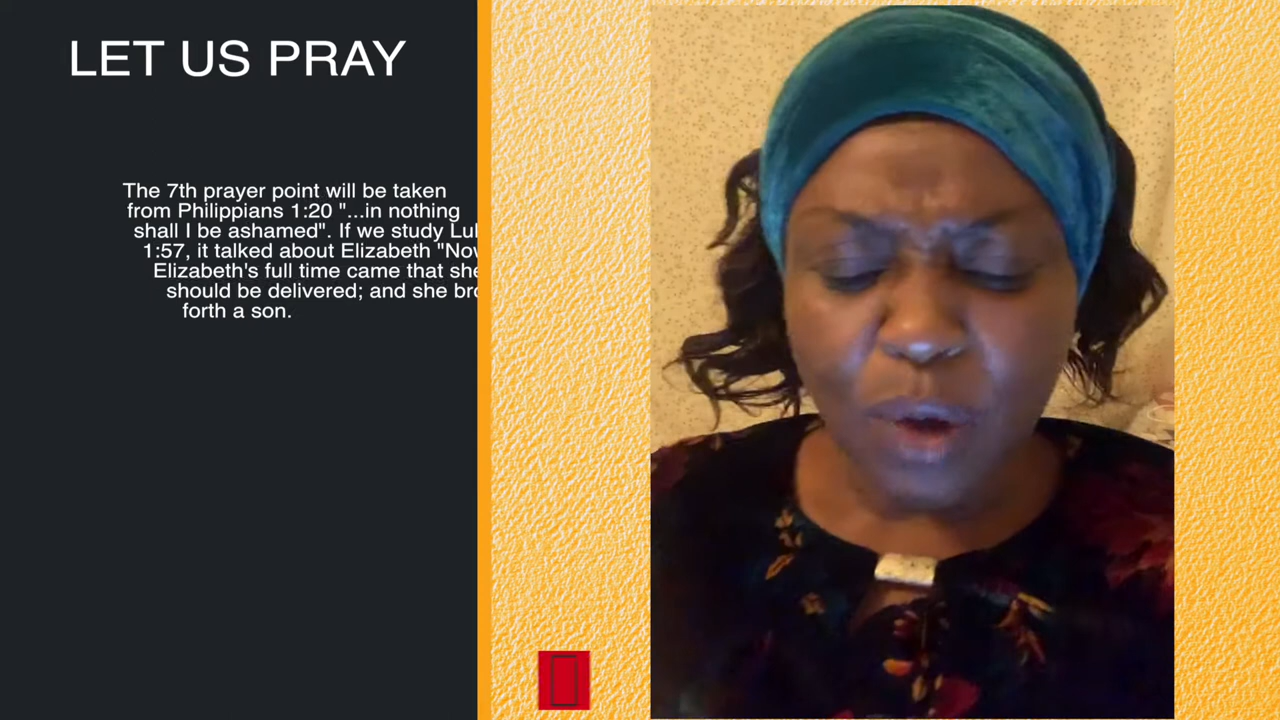 LET US PRAY
The 7th prayer point will be taken
from Philippians 1:20 "...in nothing
shall I be ashamed". If we study
1:57, it talked about Elizabeth
Elizabeth's full time came that she
should be delivered; and she
forth a son.